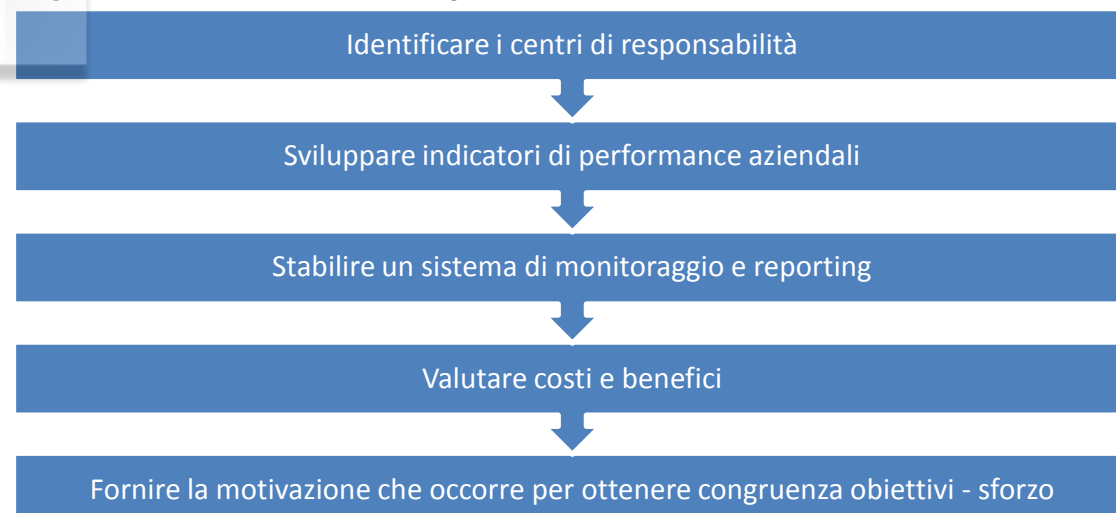 Identificare i centri di responsabilità
Sviluppare indicatori di performance aziendali
Stabilire un sistema di monitoraggio e reporting
Valutare costi e benefici
Fornire la motivazione che occorre per ottenere congruenza obiettivi - sforzo